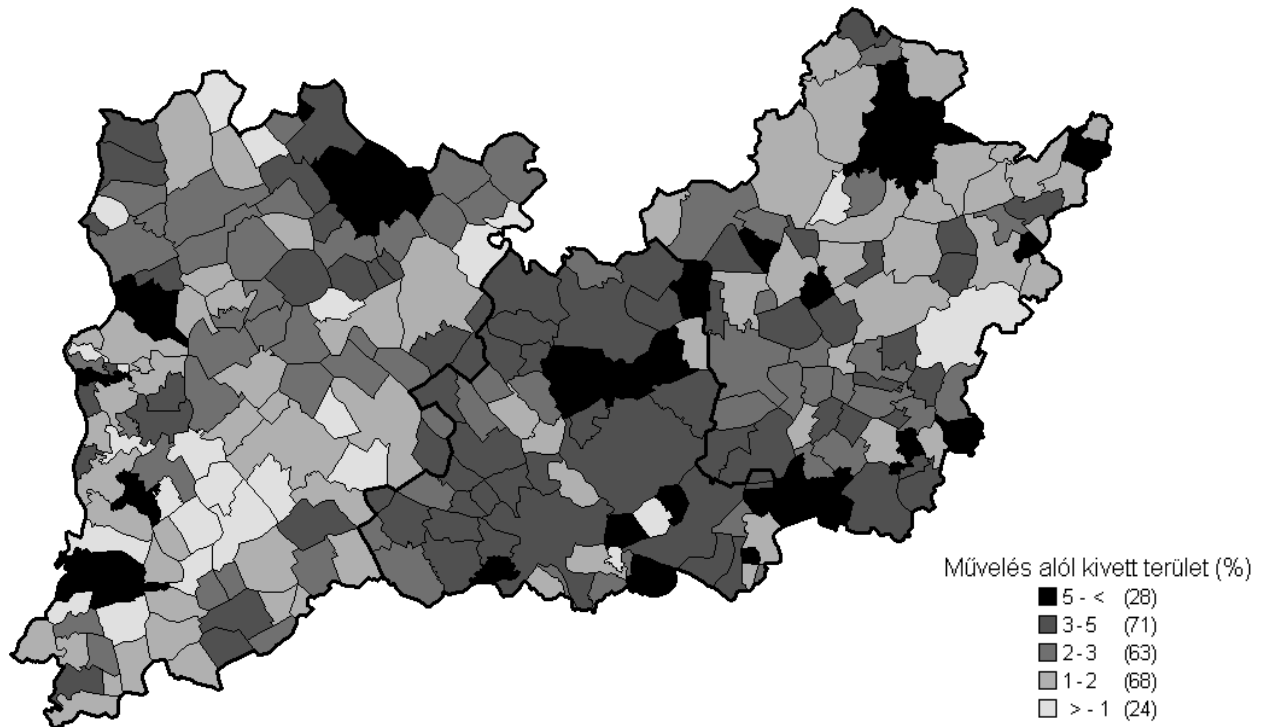 Művelés alól kivett terület (%)
5 - < (28)
3 - 5 (71)
2 - 3 (63)
1 - 2 (68)
> - 1 (24)